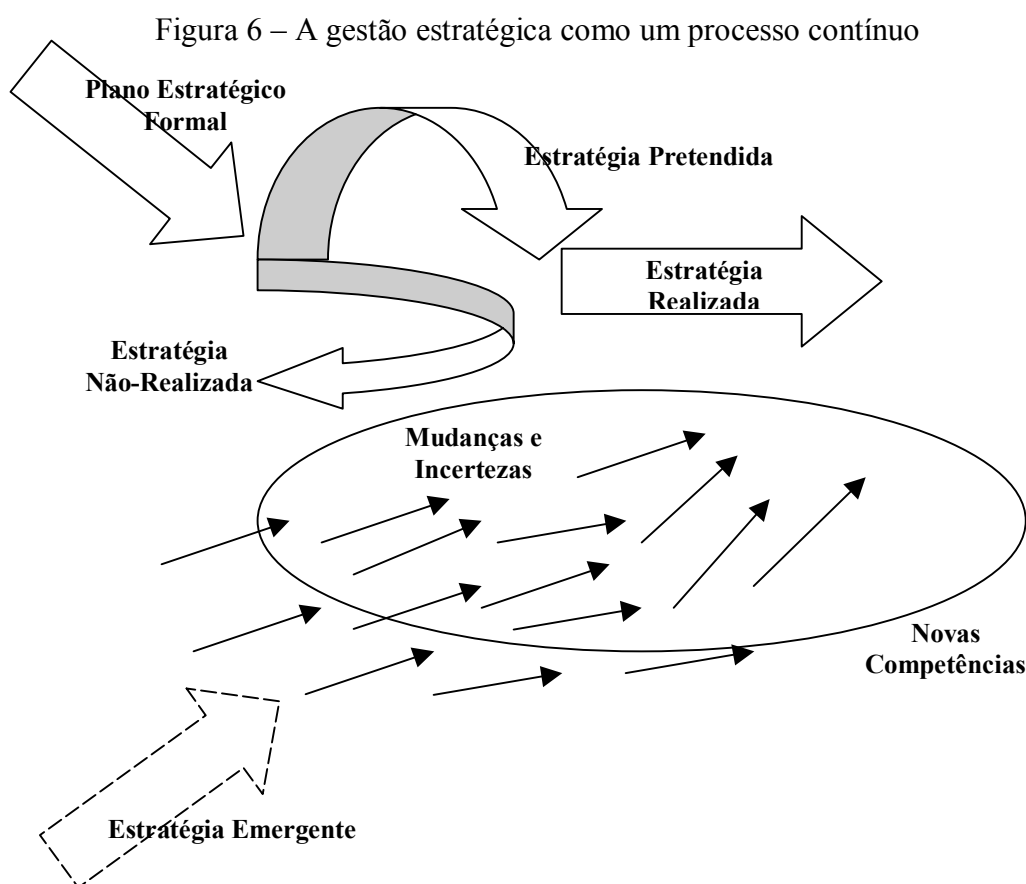 Figura 6 – A gestão estratégica como um processo contínuo
Plano Estratégico
Formal
Estratégia Pretendida
Estratégia
Realizada
Estratégia
Não-Realizada
Mudanças e
Incertezas
Novas
Competências
Estratégia Emergente